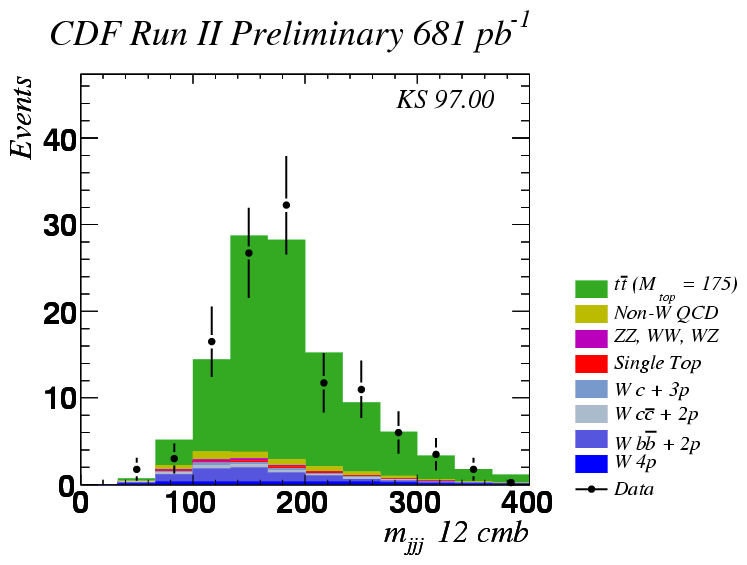 CDF Run II Preliminary 681 pb⁻¹
Events
KS 97.00
40
30
20
10
0
0 100 200 300 400
m_jjj 12 cmb
tt̅ (M_top = 175)
Non-W QCD
ZZ, WW, WZ
Single Top
W c + 3p
W cc̅ + 2p
W bb̅ + 2p
W 4p
Data